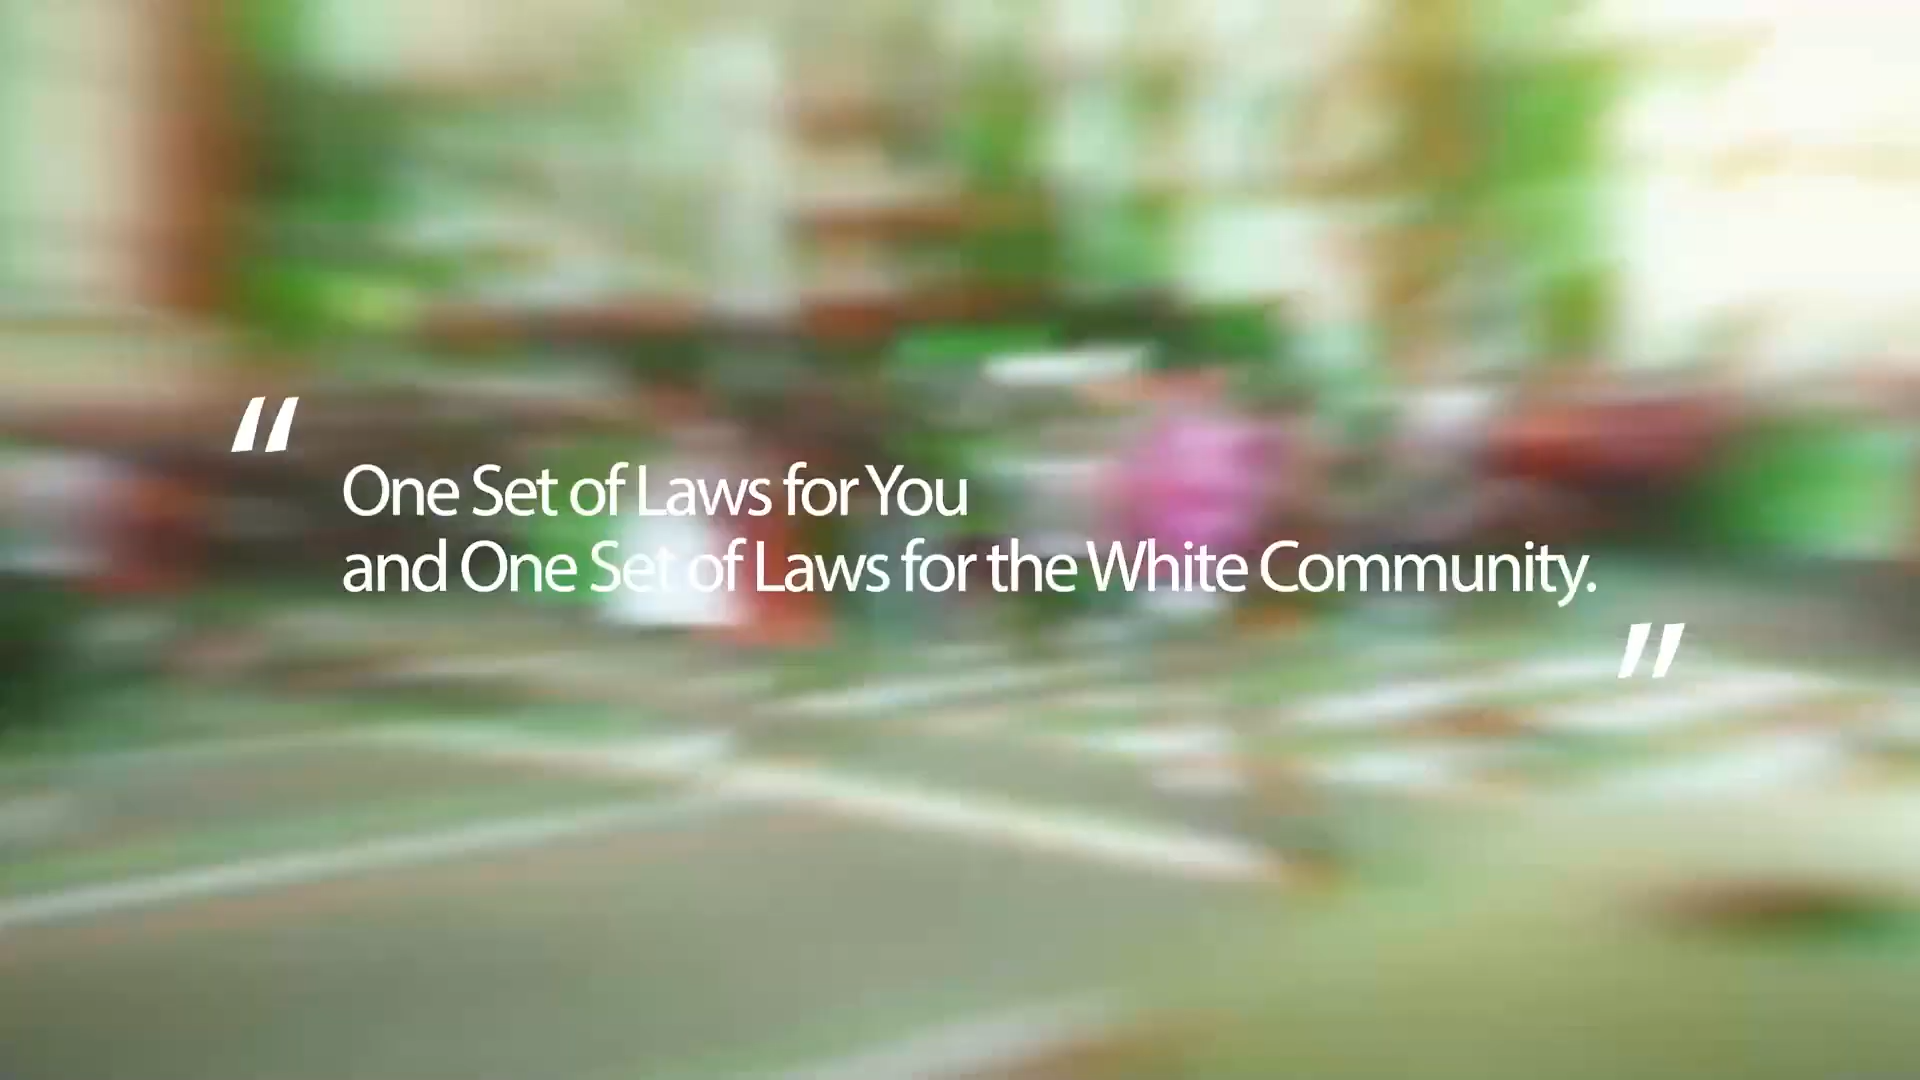 “
One Set of Laws for You
and One Set of Laws for the White Community.
”